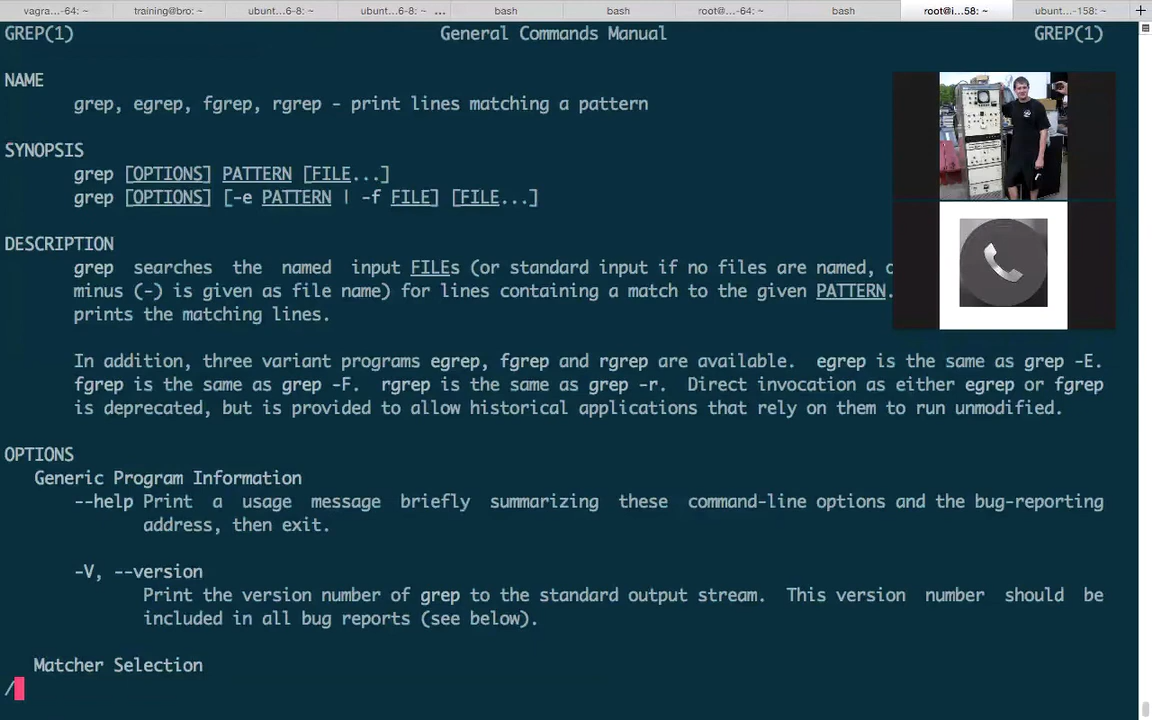 vagra...-64: ~ training@bro: ~ ubunt...6-8: ~ ubunt...6-8: ~ ... bash bash root@...-64: ~ bash root@i...58: ~ ubunt...-158: ~ +
GREP(1) General Commands Manual GREP(1)
NAME
grep, egrep, fgrep, rgrep - print lines matching a pattern
SYNOPSIS
grep [OPTIONS] PATTERN [FILE...]
grep [OPTIONS] [-e PATTERN | -f FILE] [FILE...]
DESCRIPTION
grep searches the named input FILEs (or standard input if no files are named,
minus (-) is given as file name) for lines containing a match to the given PATTERN.
prints the matching lines.
In addition, three variant programs egrep, fgrep and rgrep are available. egrep is the same as grep -E.
fgrep is the same as grep -F. rgrep is the same as grep -r. Direct invocation as either egrep or fgrep
is deprecated, but is provided to allow historical applications that rely on them to run unmodified.
OPTIONS
Generic Program Information
--help Print a usage message briefly summarizing these command-line options and the bug-reporting
address, then exit.
-V, --version
Print the version number of grep to the standard output stream. This version number should be
included in all bug reports (see below).
Matcher Selection
/